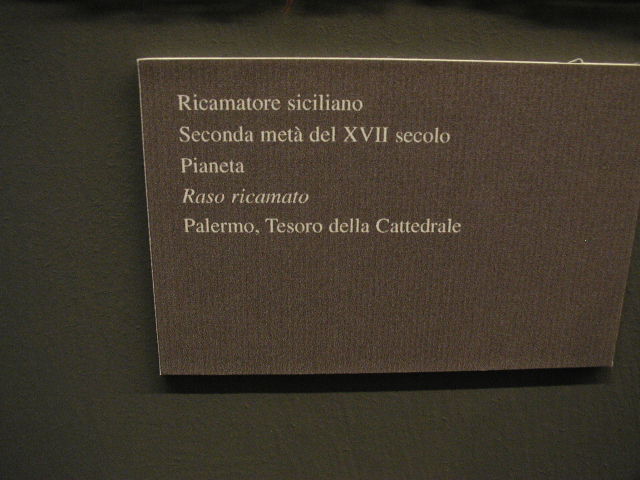 Ricamatore siciliano
Seconda metà del XVII secolo
Pianeta
Raso ricamato
Palermo, Tesoro della Cattedrale